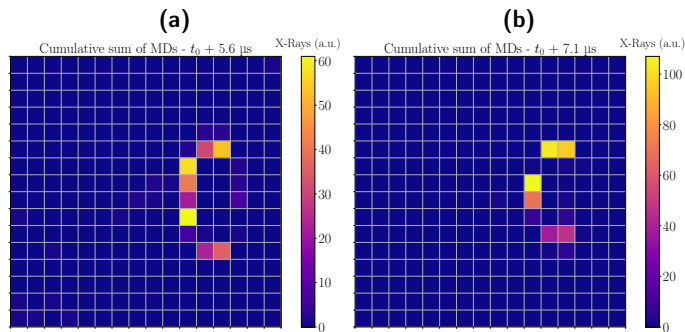 (a)
Cumulative sum of MDs - t₀ + 5.6 µs
X-Rays (a.u.)
60
50
40
30
20
10
0
(b)
Cumulative sum of MDs - t₀ + 7.1 µs
X-Rays (a.u.)
100
80
60
40
20
0